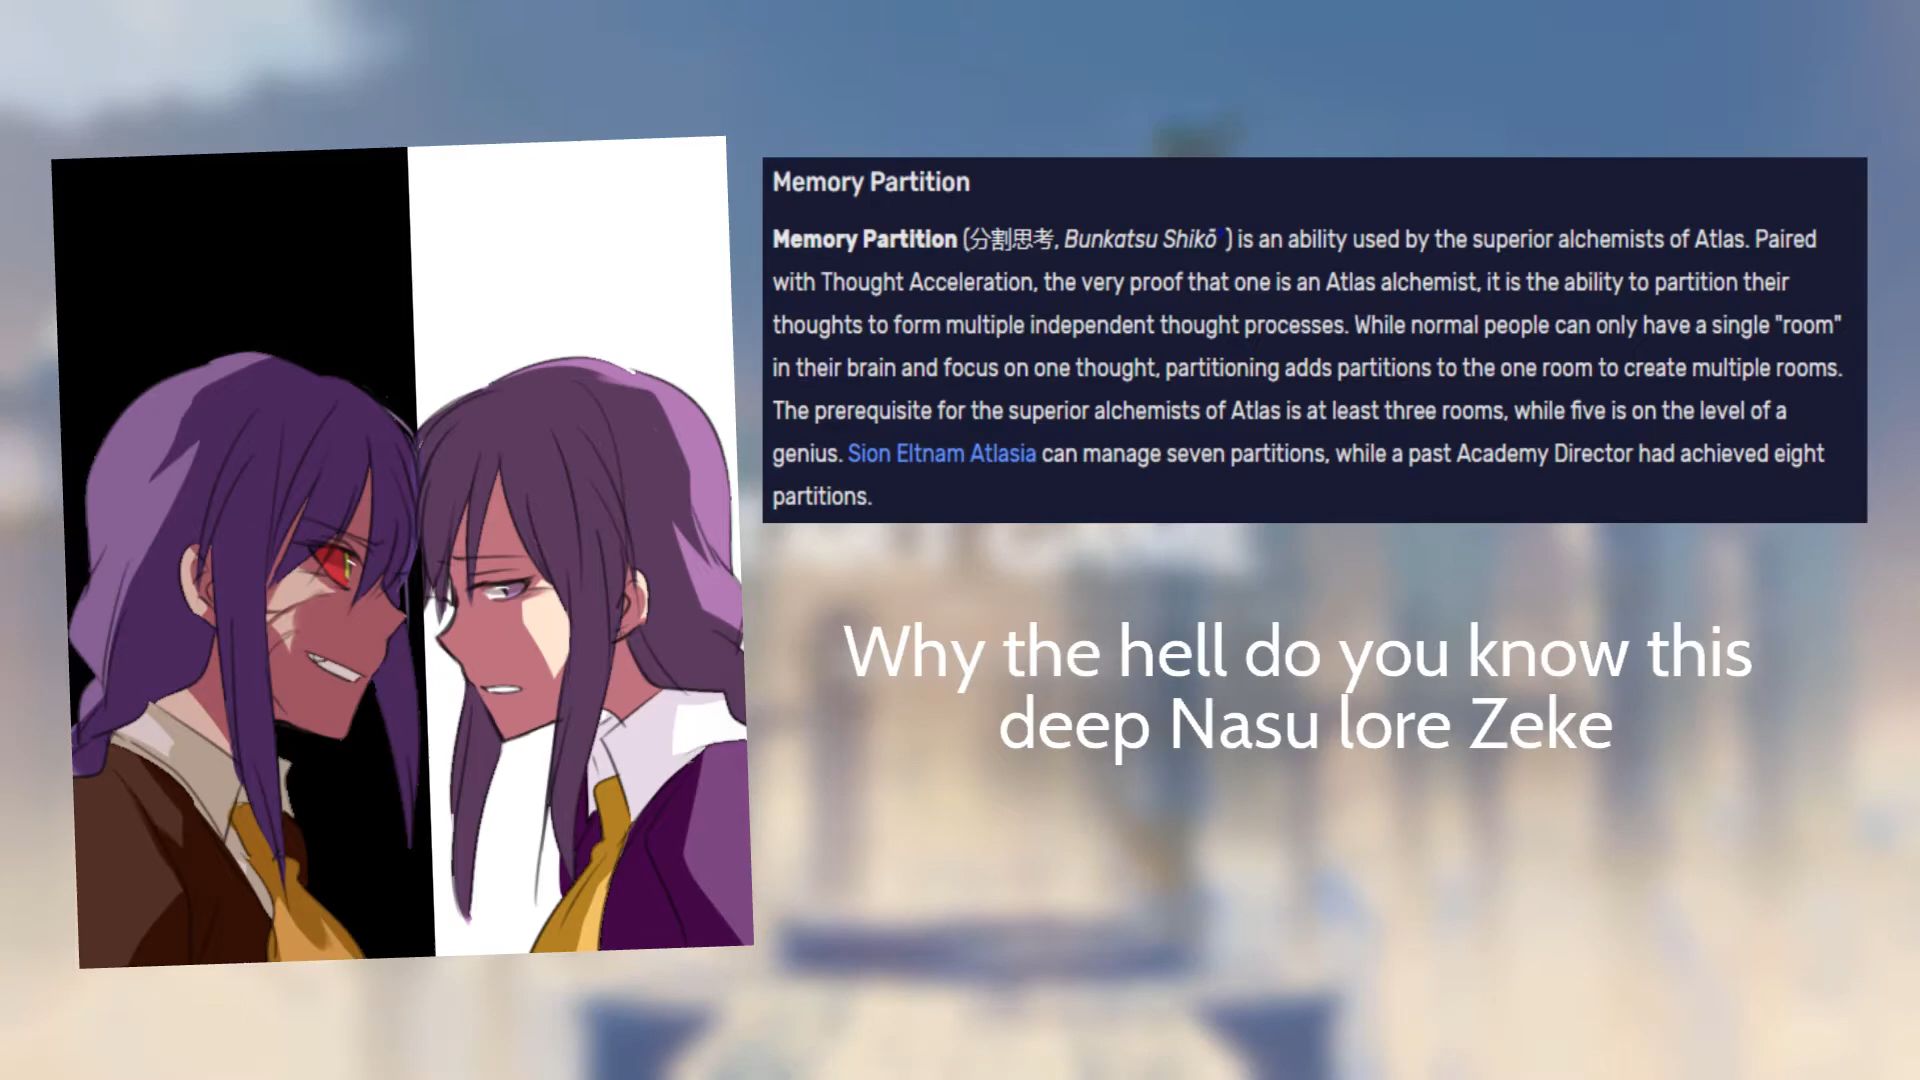 Memory Partition
Memory Partition (分割思考, Bunkatsu Shikō ) is an ability used by the superior alchemists of Atlas. Paired
with Thought Acceleration, the very proof that one is an Atlas alchemist, it is the ability to partition their
thoughts to form multiple independent thought processes. While normal people can only have a single "room"
in their brain and focus on one thought, partitioning adds partitions to the one room to create multiple rooms.
The prerequisite for the superior alchemists of Atlas is at least three rooms, while five is on the level of a
genius. Sion Eltnam Atlasia can manage seven partitions, while a past Academy Director had achieved eight
partitions.
Why the hell do you know this
deep Nasu lore Zeke